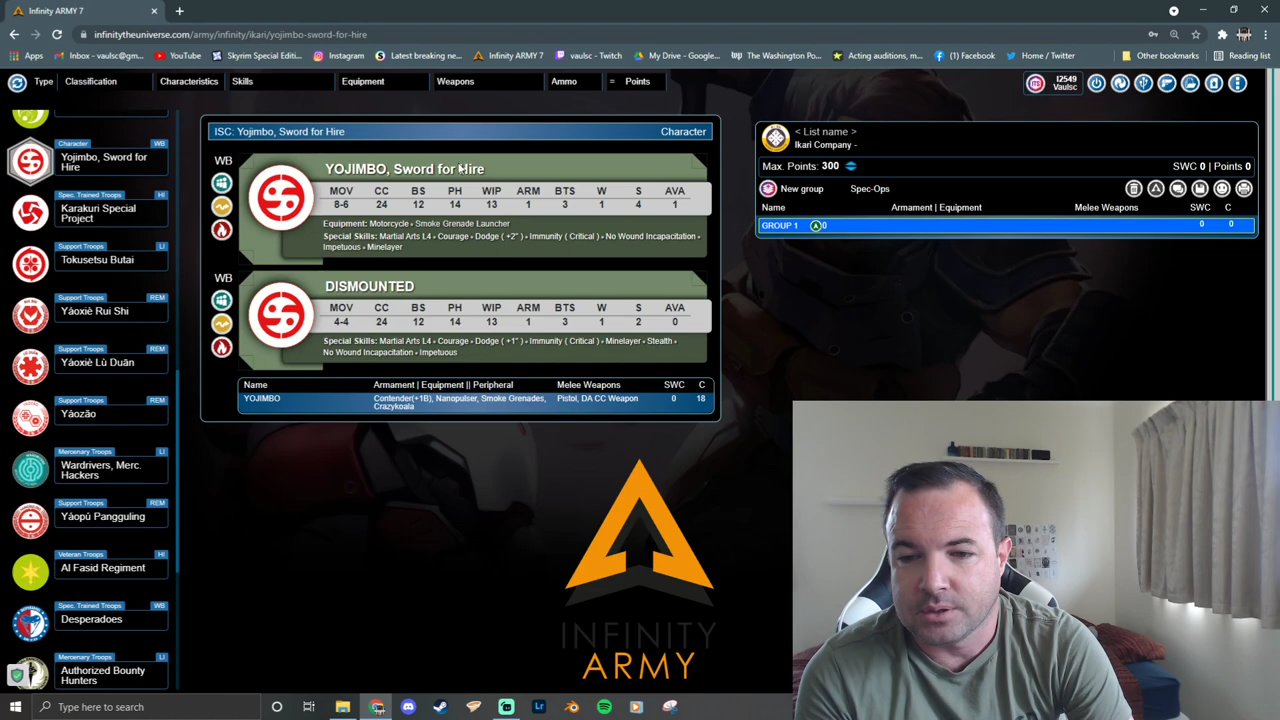 Infinity ARMY 7
infinitytheuniverse.com/army/infinity/ikari/yojimbo-sword-for-hire
Apps
Inbox - vaulsc@gm...
YouTube
Skyrim Special Editi...
Instagram
Latest breaking ne...
Infinity ARMY 7
vaulsc - Twitch
My Drive - Google...
The Washington Po...
Acting auditions, m...
(1) Facebook
Home / Twitter
Other bookmarks
Reading list
Type
Classification
Characteristics
Skills
Equipment
Weapons
Ammo
=
Points
I2549
Vaulsc
Character
Yojimbo, Sword for
Hire
Spec. Trained Troops HI
Karakuri Special
Project
Support Troops LI
Tokusetsu Butai
Support Troops REM
Yáoxiè Rui Shi
Support Troops REM
Yáoxiè Lù Duān
Support Troops REM
Yáozāo
Mercenary Troops LI
Wardrivers, Merc.
Hackers
Support Troops REM
Yáopú Pangguling
Veteran Troops HI
Al Fasid Regiment
Spec. Trained Troops WB
Desperadoes
Mercenary Troops LI
Authorized Bounty
Hunters
ISC: Yojimbo, Sword for Hire Character
WB
YOJIMBO, Sword for Hire
MOV CC BS PH WIP ARM BTS W S AVA
8-6 24 12 14 13 1 3 1 4 1
Equipment: Motorcycle • Smoke Grenade Launcher
Special Skills: Martial Arts L4 • Courage • Dodge ( +2") • Immunity ( Critical ) • No Wound Incapacitation •
Impetuous • Minelayer
WB
DISMOUNTED
MOV CC BS PH WIP ARM BTS W S AVA
4-4 24 12 14 13 1 3 1 2 0
Special Skills: Martial Arts L4 • Courage • Dodge ( +1") • Immunity ( Critical ) • Minelayer • Stealth •
No Wound Incapacitation • Impetuous
Name Armament | Equipment || Peripheral Melee Weapons SWC C
YOJIMBO Contender(+1B), Nanopulser, Smoke Grenades, Pistol, DA CC Weapon 0 18
Crazykoala
< List name >
Ikari Company -
Max. Points: 300 SWC 0 | Points 0
New group Spec-Ops
Name Armament | Equipment Melee Weapons SWC C
GROUP 1 0 0 0
INFINITY
ARMY
Type here to search
Lr